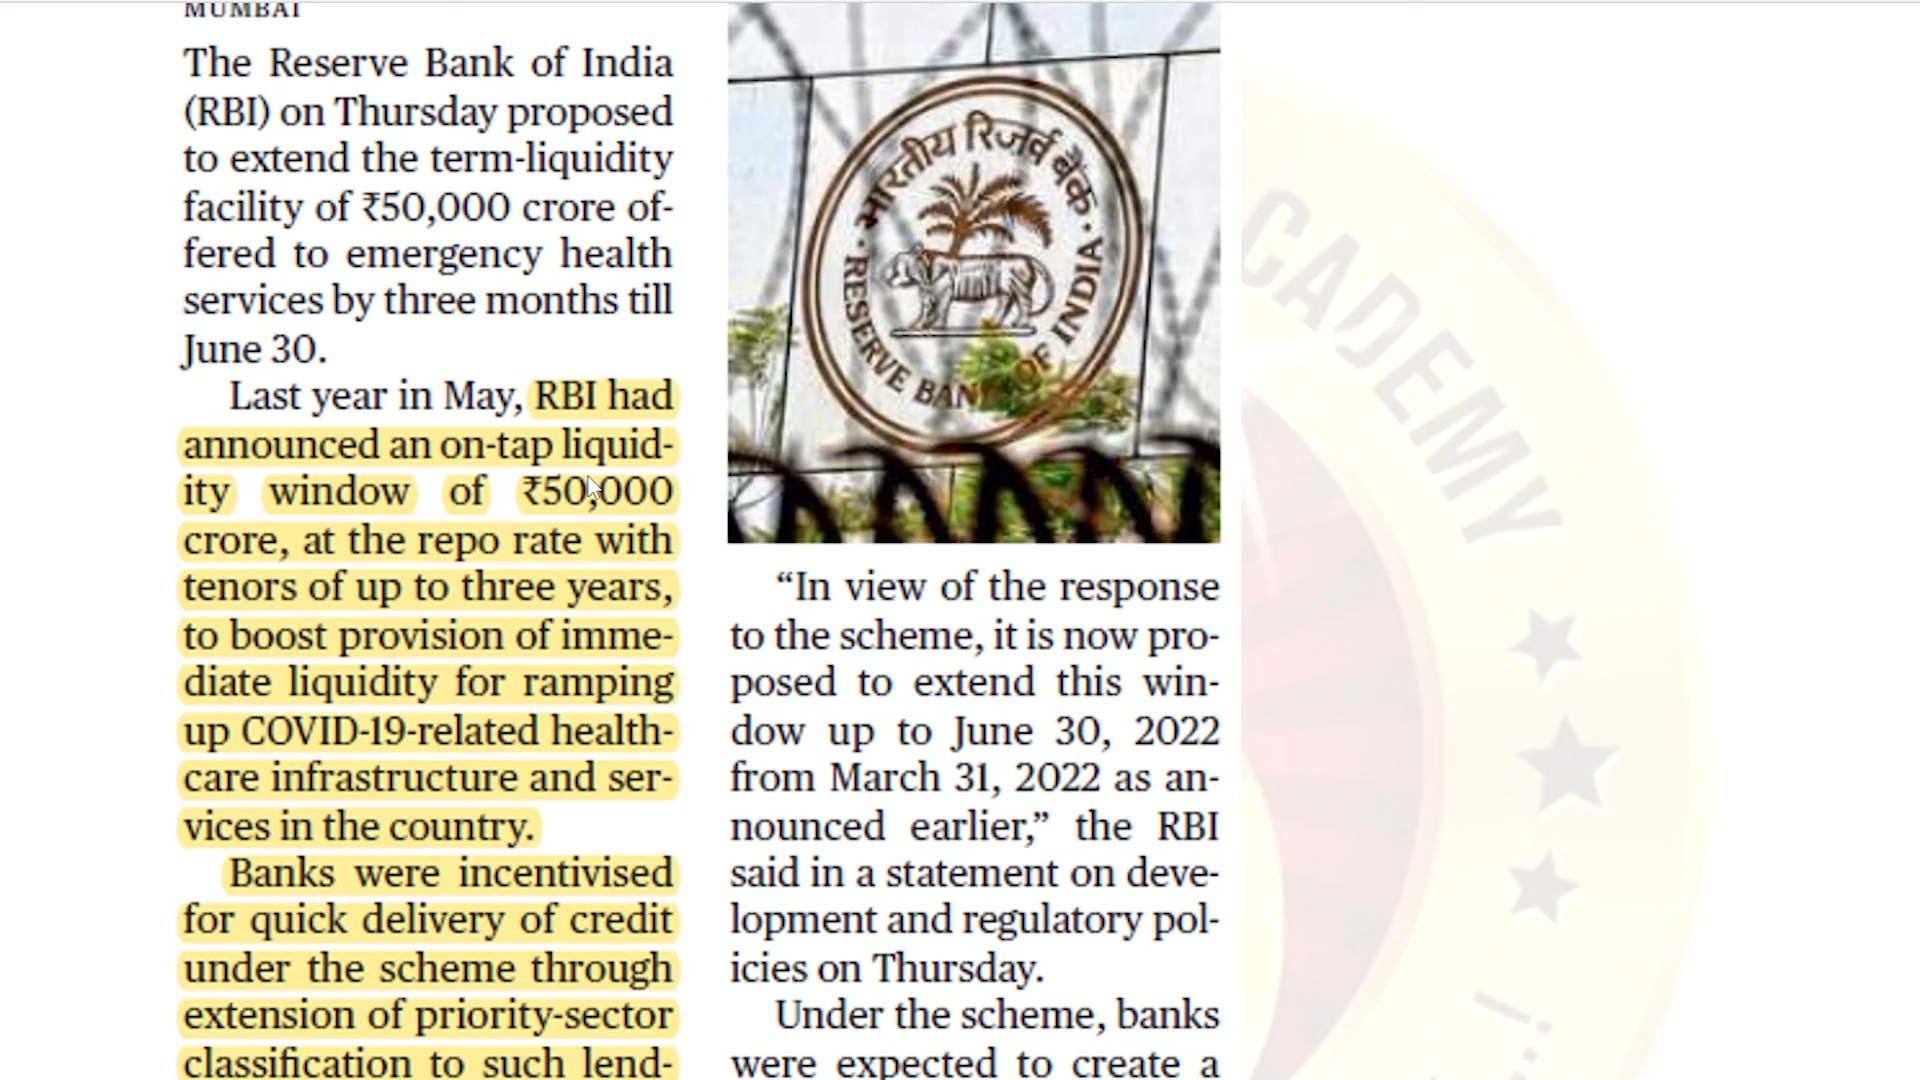 MUMBAI
The Reserve Bank of India
(RBI) on Thursday proposed
to extend the term-liquidity
facility of ₹50,000 crore of-
fered to emergency health
services by three months till
June 30.
Last year in May, RBI had
announced an on-tap liquid-
ity window of ₹50,000
crore, at the repo rate with
tenors of up to three years,
to boost provision of imme-
diate liquidity for ramping
up COVID-19-related health-
care infrastructure and ser-
vices in the country.
Banks were incentivised
for quick delivery of credit
under the scheme through
extension of priority-sector
classification to such lend-
भारतीय रिज़र्व बैंक
RESERVE BANK OF INDIA
“In view of the response
to the scheme, it is now pro-
posed to extend this win-
dow up to June 30, 2022
from March 31, 2022 as an-
nounced earlier,” the RBI
said in a statement on deve-
lopment and regulatory pol-
icies on Thursday.
Under the scheme, banks
were expected to create a
CADEMY